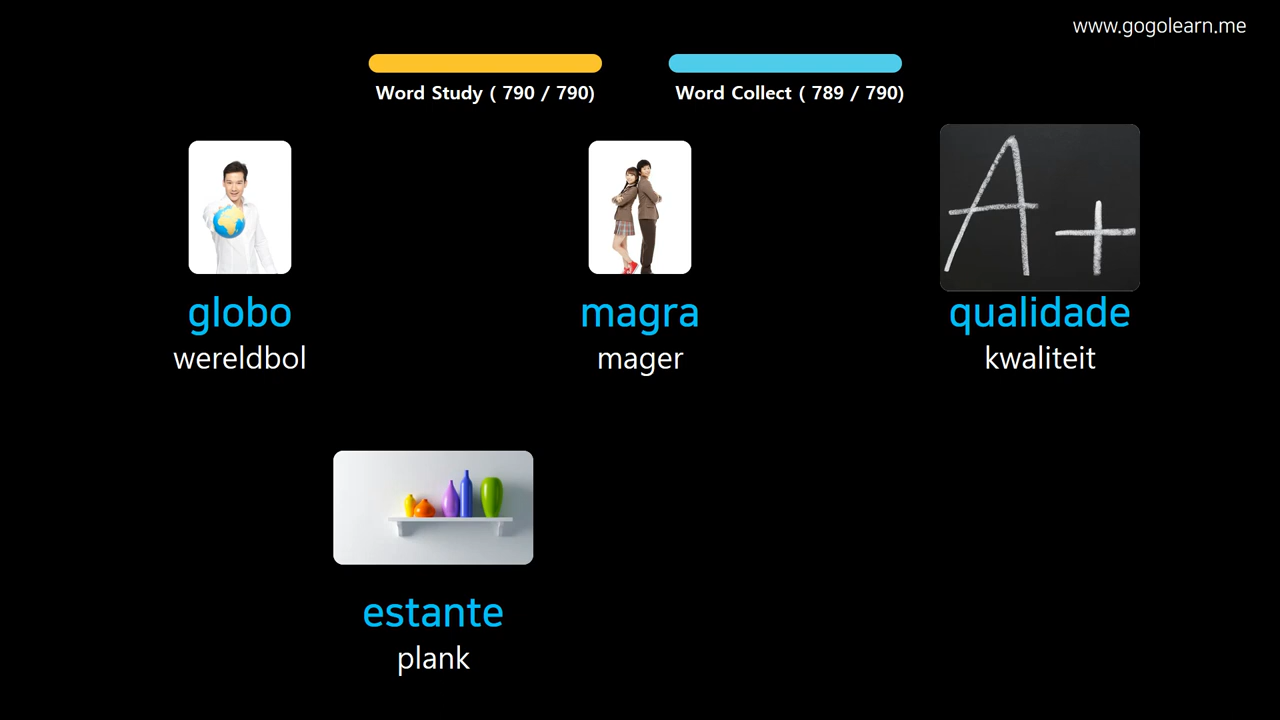 www.gogolearn.me
Word Study ( 790 / 790)
Word Collect ( 789 / 790)
A+
globo
wereldbol
magra
mager
qualidade
kwaliteit
estante
plank